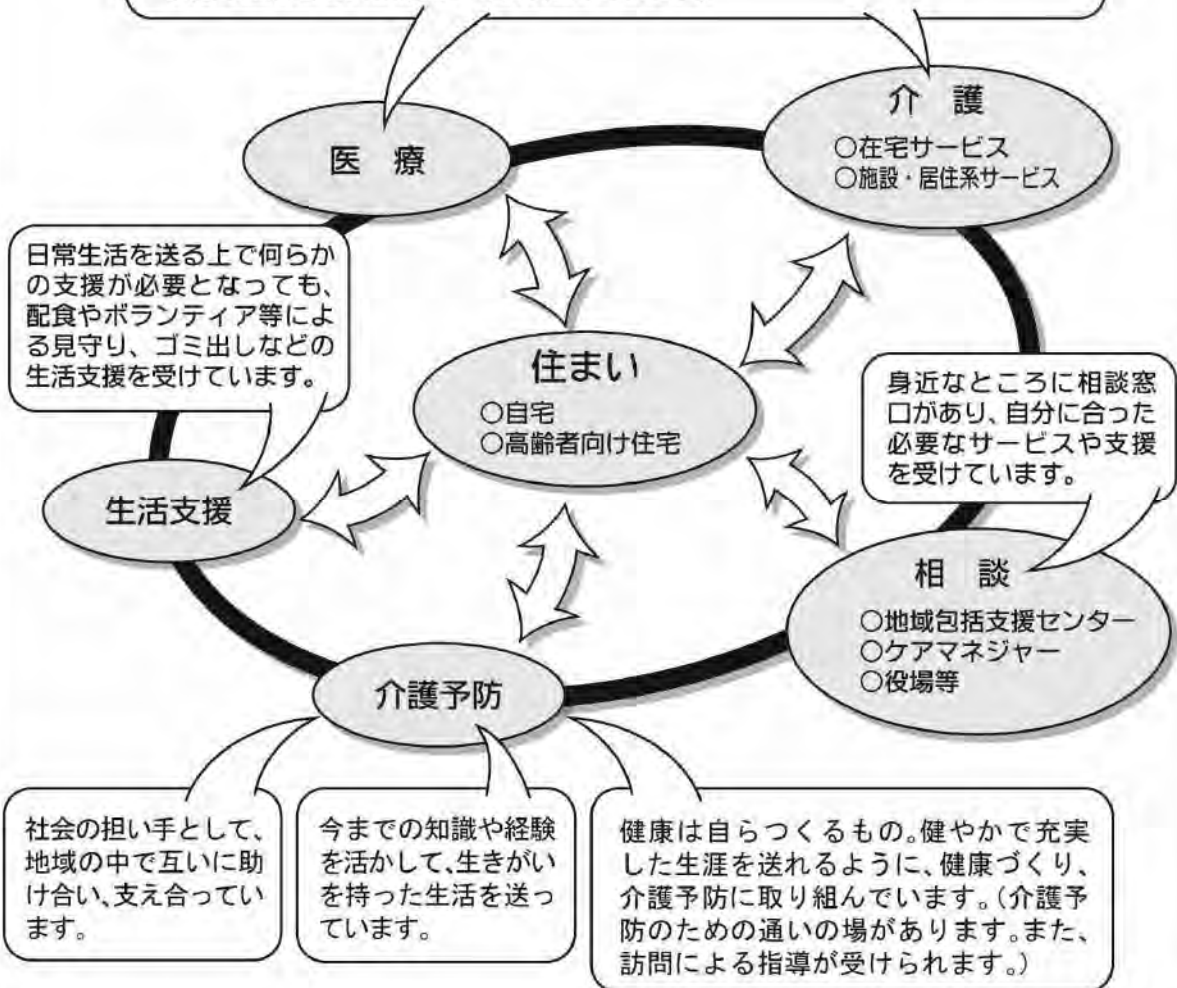 医　療
介　護
○在宅サービス
○施設・居住系サービス
日常生活を送る上で何らか
の支援が必要となっても、
配食やボランティア等によ
る見守り、ゴミ出しなどの
生活支援を受けています。
住まい
○自宅
○高齢者向け住宅
身近なところに相談窓
口があり、自分に合った
必要なサービスや支援
を受けています。
生活支援
相　談
○地域包括支援センター
○ケアマネジャー
○役場等
介護予防
社会の担い手として、
地域の中で互いに助
け合い、支え合ってい
ます。
今までの知識や経験
を活かして、生きがい
を持った生活を送っ
ています。
健康は自らつくるもの。健やかで充実
した生涯を送れるように、健康づくり、
介護予防に取り組んでいます。(介護予
防のための通いの場があります。また、
訪問による指導が受けられます。)